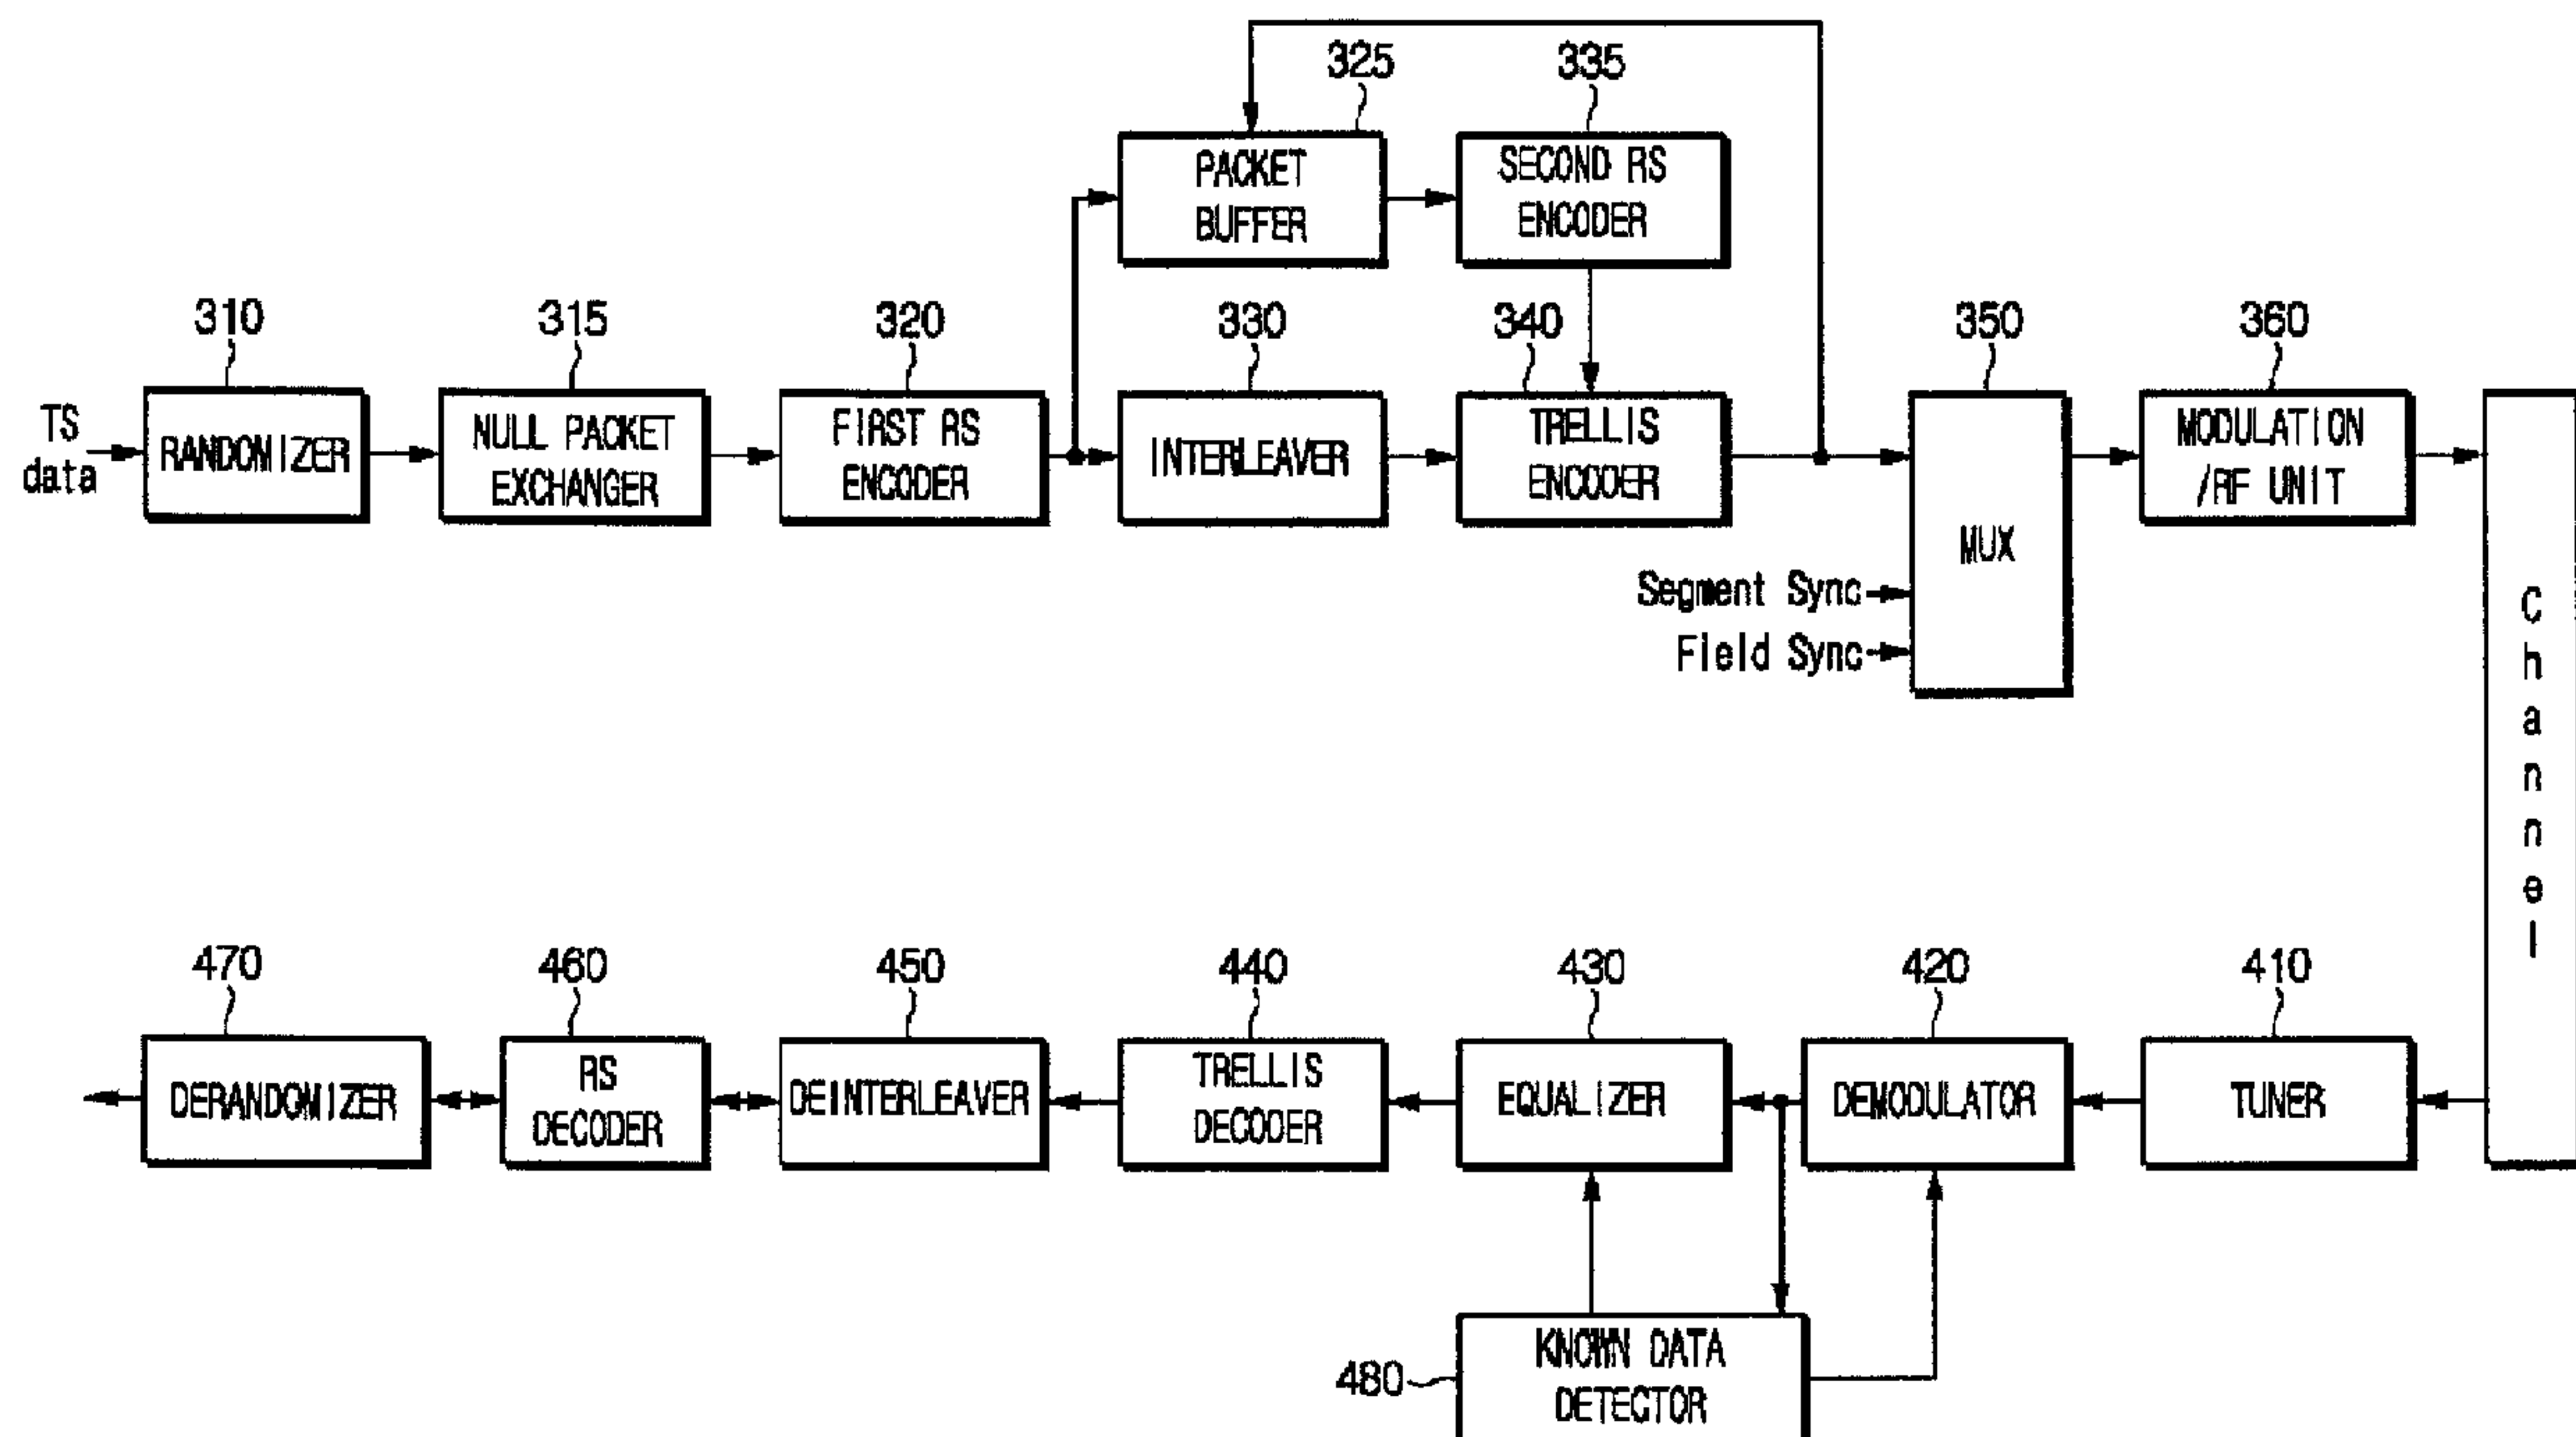 325
335
PACKET
BUFFER
SECOND RS
ENCODER
310
315
320
330
340
350
360
TS
data
RANDOMIZER
NULL PACKET
EXCHANGER
FIRST RS
ENCODER
INTERLEAVER
TRELLIS
ENCODER
MUX
MODULATION
/RF UNIT
Segment Sync
Field Sync
Channel
470
460
450
440
430
420
410
DERANDOMIZER
RS
DECODER
DEINTERLEAVER
TRELLIS
DECODER
EQUALIZER
DEMODULATOR
TUNER
480
KNOWN DATA
DETECTOR